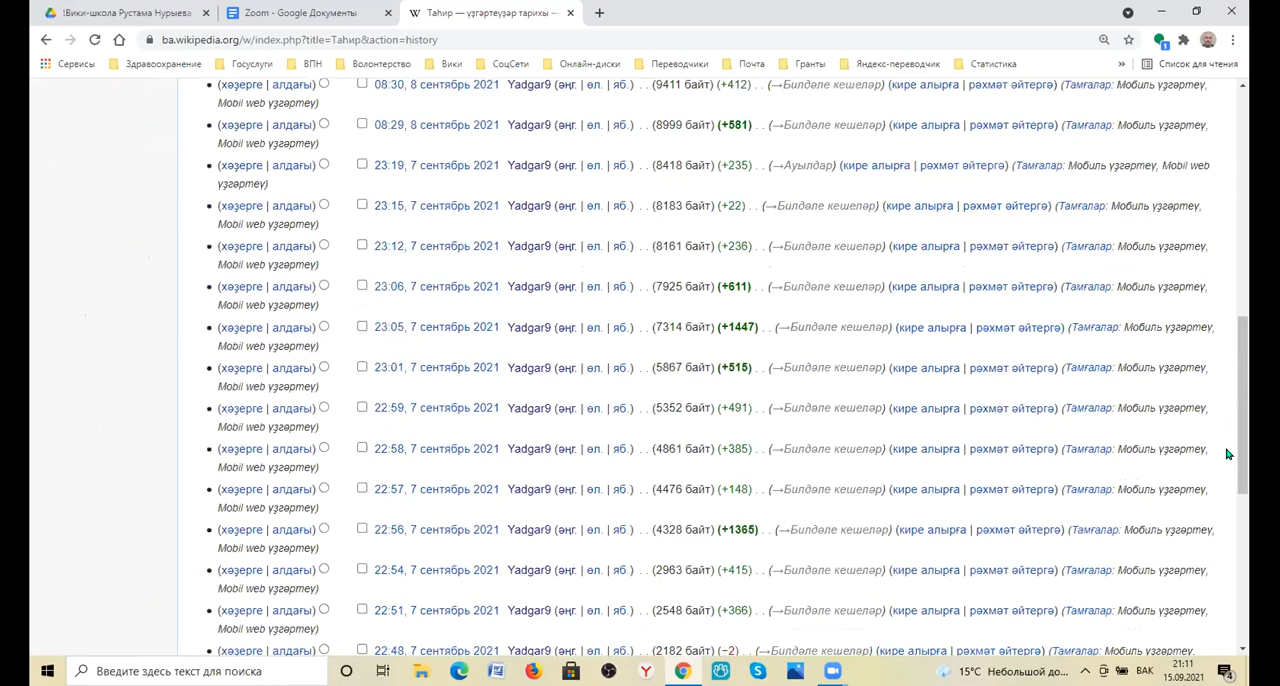 !Вики-школа Рустама Нурыева
Zoom - Google Документы
Таһир — үҙгәртеүҙәр тарихы —
ba.wikipedia.org/w/index.php?title=Таһир&action=history
Сервисы Здравоохранение Госуслуги ВПН Волонтерство Вики СоцСети Онлайн-диски Переводчики Почта Гранты Яндекс-переводчик Статистика » Список для чтения
• (хәҙерге | алдағы) 08:30, 8 сентябрь 2021 Yadgar9 (әңг. | өл. | яб.) . . (9411 байт) (+412) . . (→Билдәле кешеләр) (кире алырға | рәхмәт әйтергә) (Тамғалар: Мобиль үҙгәртеү,
Mobil web үҙгәртеү)
• (хәҙерге | алдағы) 08:29, 8 сентябрь 2021 Yadgar9 (әңг. | өл. | яб.) . . (8999 байт) (+581) . . (→Билдәле кешеләр) (кире алырға | рәхмәт әйтергә) (Тамғалар: Мобиль үҙгәртеү,
Mobil web үҙгәртеү)
• (хәҙерге | алдағы) 23:19, 7 сентябрь 2021 Yadgar9 (әңг. | өл. | яб.) . . (8418 байт) (+235) . . (→Ауылдар) (кире алырға | рәхмәт әйтергә) (Тамғалар: Мобиль үҙгәртеү, Mobil web
үҙгәртеү)
• (хәҙерге | алдағы) 23:15, 7 сентябрь 2021 Yadgar9 (әңг. | өл. | яб.) . . (8183 байт) (+22) . . (→Билдәле кешеләр) (кире алырға | рәхмәт әйтергә) (Тамғалар: Мобиль үҙгәртеү,
Mobil web үҙгәртеү)
• (хәҙерге | алдағы) 23:12, 7 сентябрь 2021 Yadgar9 (әңг. | өл. | яб.) . . (8161 байт) (+236) . . (→Билдәле кешеләр) (кире алырға | рәхмәт әйтергә) (Тамғалар: Мобиль үҙгәртеү,
Mobil web үҙгәртеү)
• (хәҙерге | алдағы) 23:06, 7 сентябрь 2021 Yadgar9 (әңг. | өл. | яб.) . . (7925 байт) (+611) . . (→Билдәле кешеләр) (кире алырға | рәхмәт әйтергә) (Тамғалар: Мобиль үҙгәртеү,
Mobil web үҙгәртеү)
• (хәҙерге | алдағы) 23:05, 7 сентябрь 2021 Yadgar9 (әңг. | өл. | яб.) . . (7314 байт) (+1447) . . (→Билдәле кешеләр) (кире алырға | рәхмәт әйтергә) (Тамғалар: Мобиль үҙгәртеү,
Mobil web үҙгәртеү)
• (хәҙерге | алдағы) 23:01, 7 сентябрь 2021 Yadgar9 (әңг. | өл. | яб.) . . (5867 байт) (+515) . . (→Билдәле кешеләр) (кире алырға | рәхмәт әйтергә) (Тамғалар: Мобиль үҙгәртеү,
Mobil web үҙгәртеү)
• (хәҙерге | алдағы) 22:59, 7 сентябрь 2021 Yadgar9 (әңг. | өл. | яб.) . . (5352 байт) (+491) . . (→Билдәле кешеләр) (кире алырға | рәхмәт әйтергә) (Тамғалар: Мобиль үҙгәртеү,
Mobil web үҙгәртеү)
• (хәҙерге | алдағы) 22:58, 7 сентябрь 2021 Yadgar9 (әңг. | өл. | яб.) . . (4861 байт) (+385) . . (→Билдәле кешеләр) (кире алырға | рәхмәт әйтергә) (Тамғалар: Мобиль үҙгәртеү,
Mobil web үҙгәртеү)
• (хәҙерге | алдағы) 22:57, 7 сентябрь 2021 Yadgar9 (әңг. | өл. | яб.) . . (4476 байт) (+148) . . (→Билдәле кешеләр) (кире алырға | рәхмәт әйтергә) (Тамғалар: Мобиль үҙгәртеү,
Mobil web үҙгәртеү)
• (хәҙерге | алдағы) 22:56, 7 сентябрь 2021 Yadgar9 (әңг. | өл. | яб.) . . (4328 байт) (+1365) . . (→Билдәле кешеләр) (кире алырға | рәхмәт әйтергә) (Тамғалар: Мобиль үҙгәртеү,
Mobil web үҙгәртеү)
• (хәҙерге | алдағы) 22:54, 7 сентябрь 2021 Yadgar9 (әңг. | өл. | яб.) . . (2963 байт) (+415) . . (→Билдәле кешеләр) (кире алырға | рәхмәт әйтергә) (Тамғалар: Мобиль үҙгәртеү,
Mobil web үҙгәртеү)
• (хәҙерге | алдағы) 22:51, 7 сентябрь 2021 Yadgar9 (әңг. | өл. | яб.) . . (2548 байт) (+366) . . (→Билдәле кешеләр) (кире алырға | рәхмәт әйтергә) (Тамғалар: Мобиль үҙгәртеү,
Mobil web үҙгәртеү)
• (хәҙерге | алдағы) 22:48, 7 сентябрь 2021 Yadgar9 (әңг. | өл. | яб.) . . (2182 байт) (−2) . . (→Билдәле кешеләр) (кире алырға | рәхмәт әйтергә) (Тамғалар: Мобиль үҙгәртеү,
Введите здесь текст для поиска
15°C Небольшой до...
ВАК
21:11
15.09.2021
4